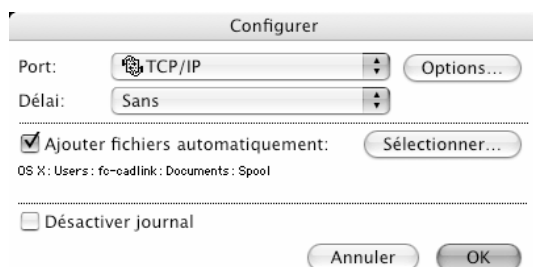 Configurer
Port: TCP/IP Options...
Délai: Sans
Ajouter fichiers automatiquement: Sélectionner...
OS X: Users: fc-cadlink: Documents: Spool
Désactiver journal
Annuler OK